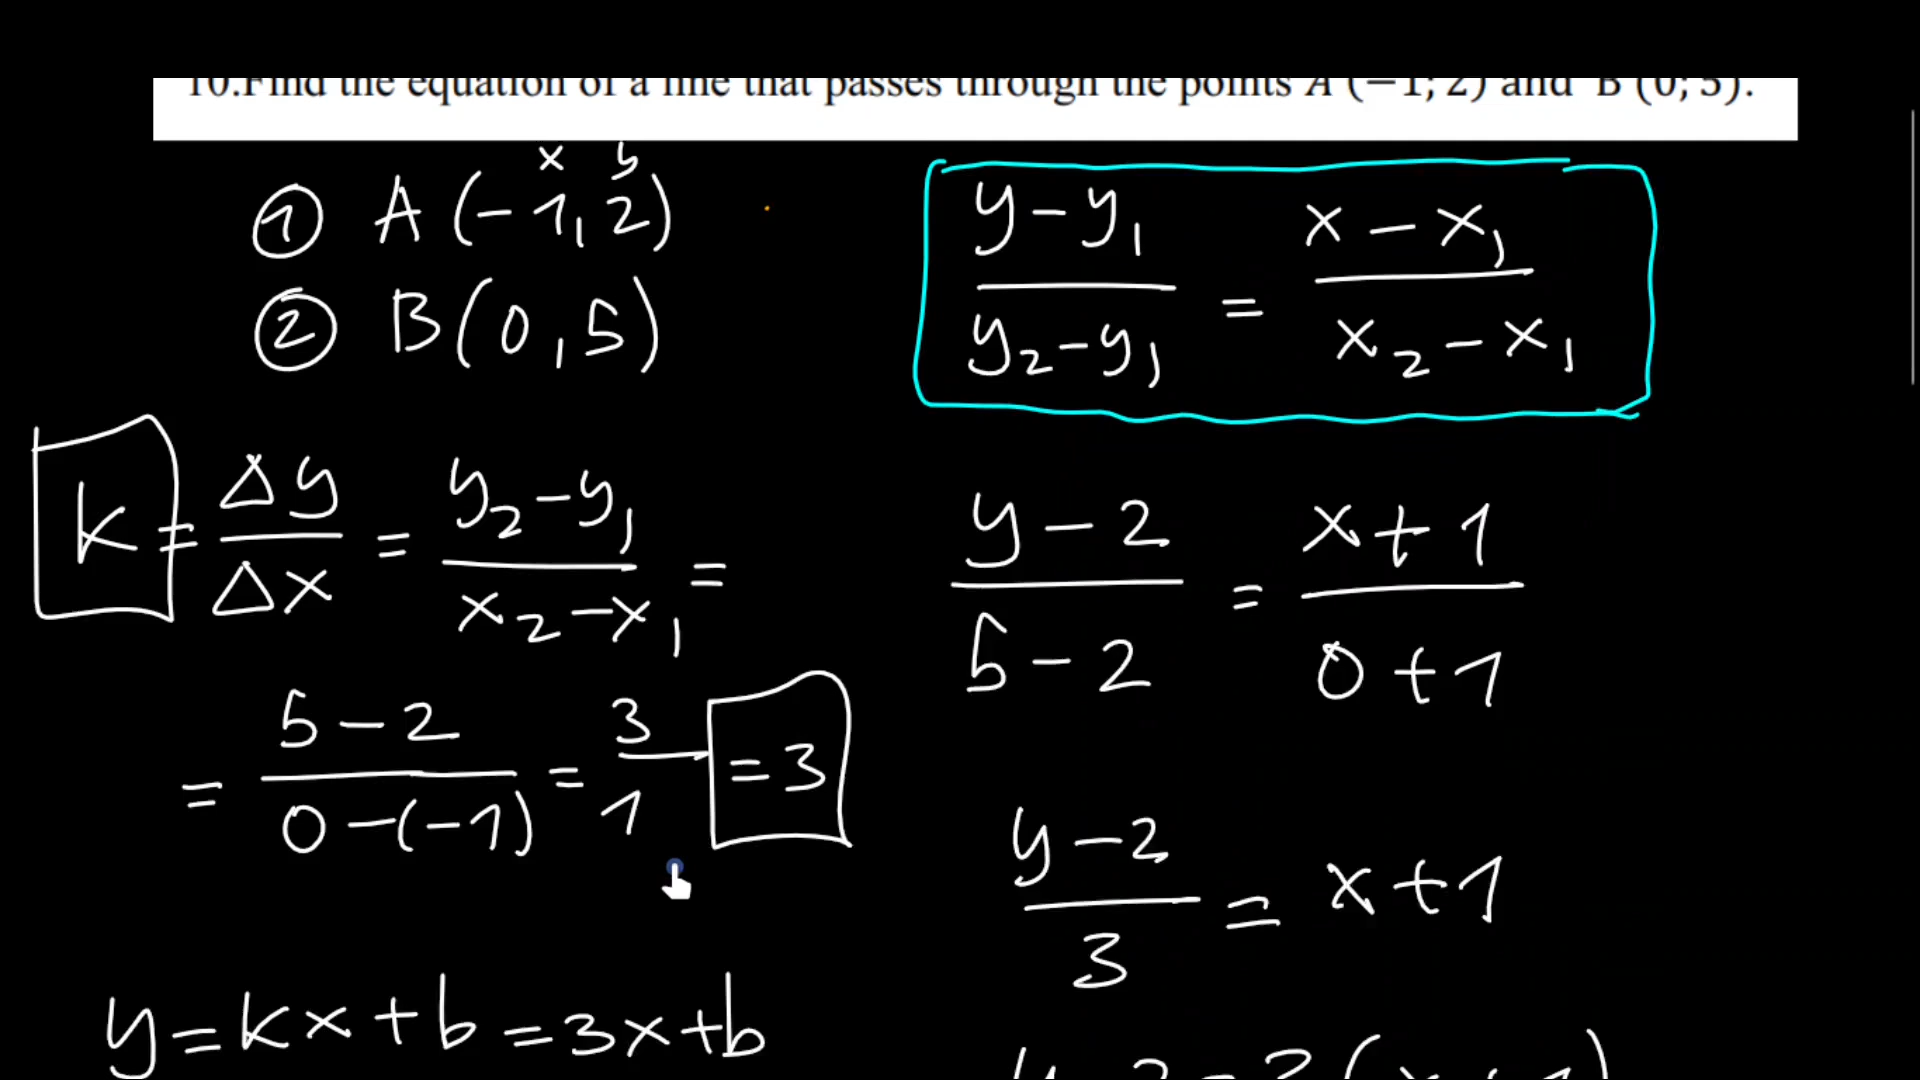 10.Find the equation of a line that passes through the points A (−1; 2) and B (0; 5).
x y
① A (-1, 2)
② B (0, 5)
k = Δy/Δx = (y₂-y₁)/(x₂-x₁) =
= (5-2)/(0-(-1)) = 3/1 = 3
y = kx + b = 3x + b
(y-y₁)/(y₂-y₁) = (x-x₁)/(x₂-x₁)
(y-2)/(5-2) = (x+1)/(0+1)
(y-2)/3 = x+1